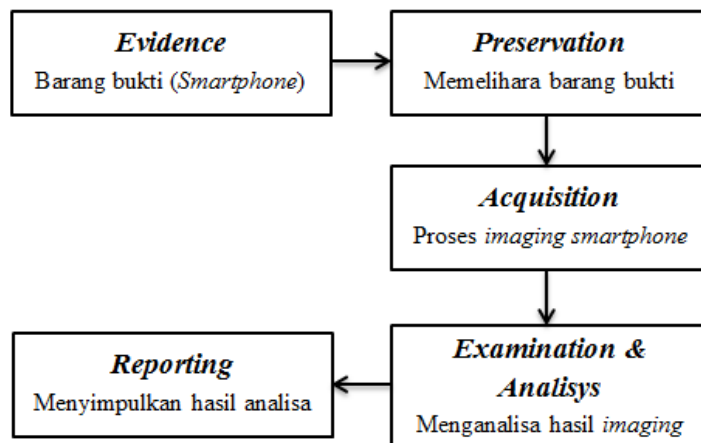 Evidence
Barang bukti (Smartphone)
Preservation
Memelihara barang bukti
Acquisition
Proses imaging smartphone
Examination &
Analisys
Menganalisa hasil imaging
Reporting
Menyimpulkan hasil analisa